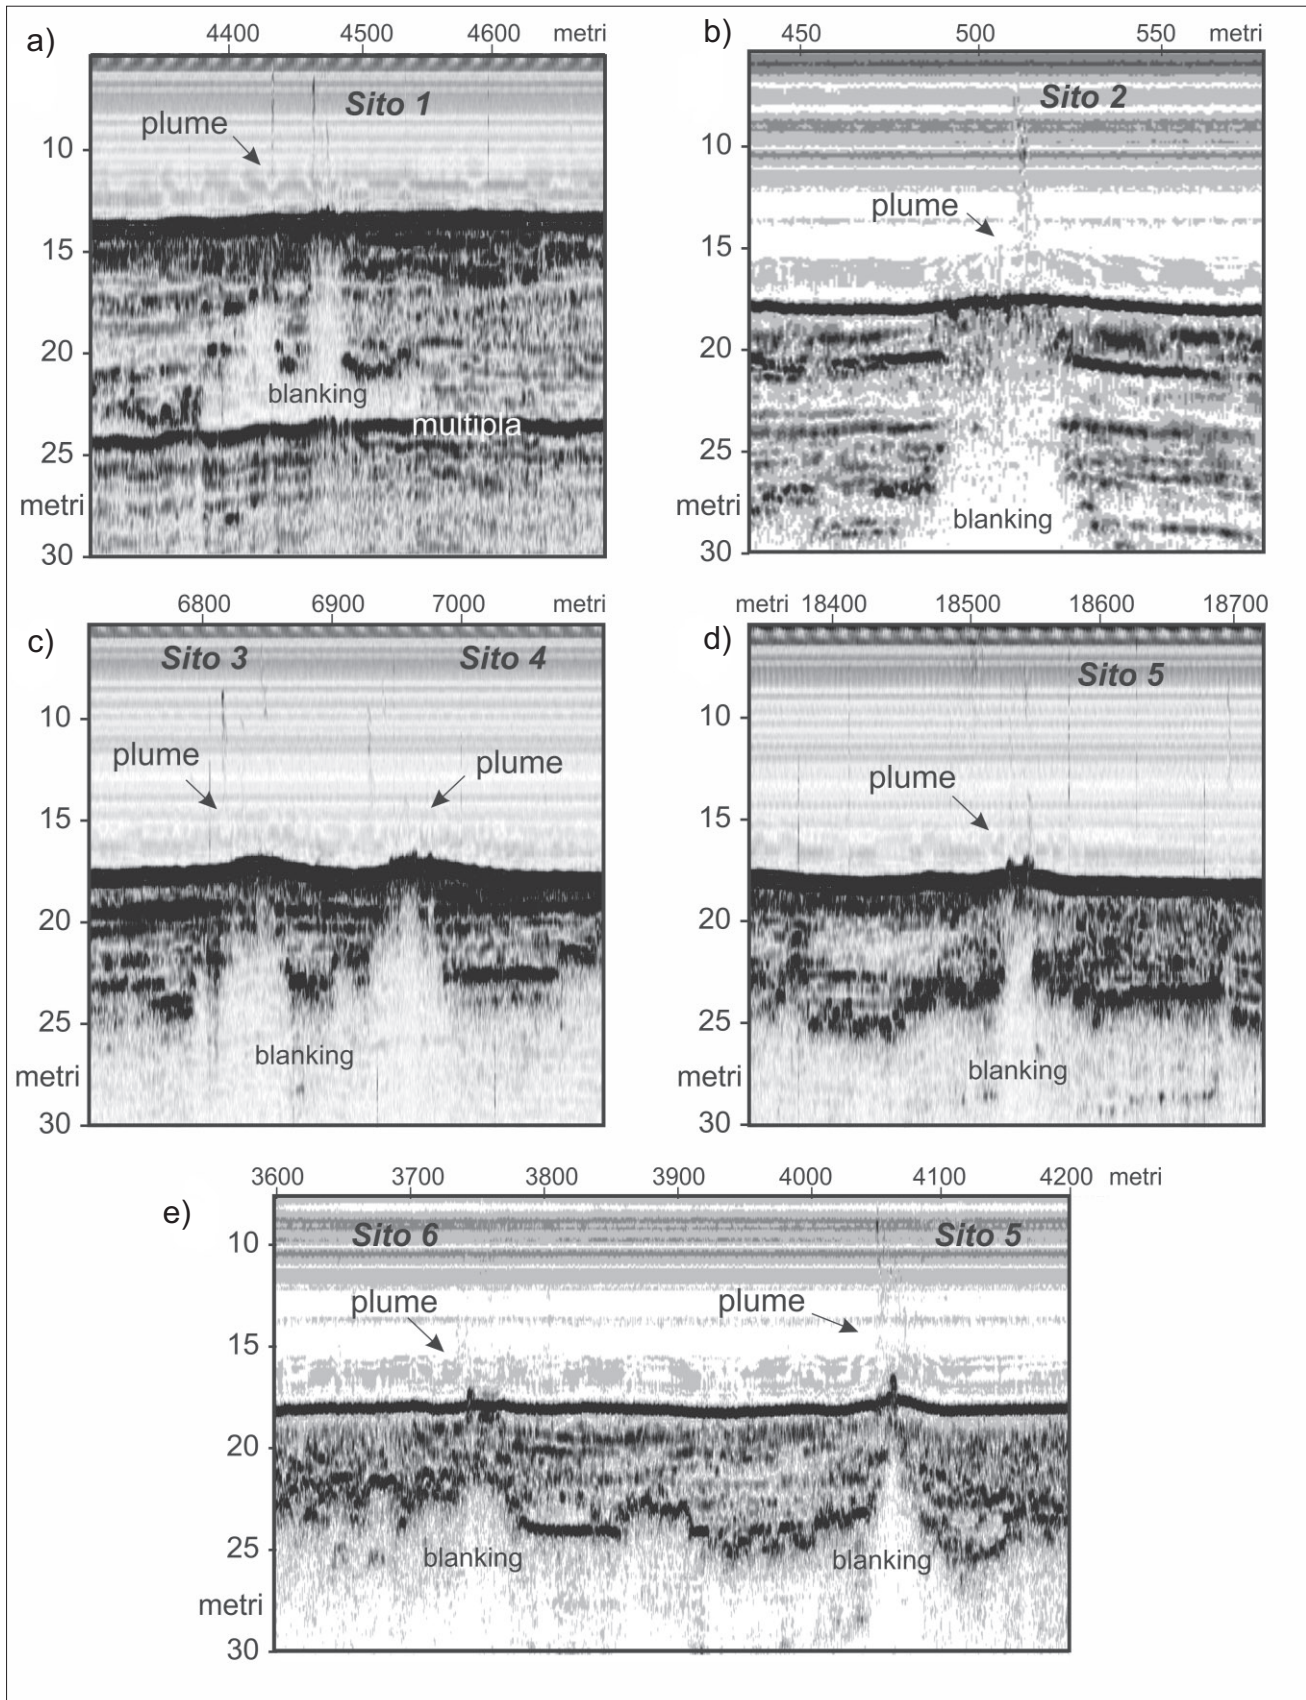 a)
4400 4500 4600 metri
Sito 1
plume
10
15
20
blanking
multipla
25
metri
30
b)
450 500 550 metri
Sito 2
10
plume
15
20
25
metri
blanking
30
c)
6800 6900 7000 metri
Sito 3 Sito 4
10
plume plume
15
20
25
blanking
metri
30
d)
metri 18400 18500 18600 18700
Sito 5
10
plume
15
20
25
metri
blanking
30
e)
3600 3700 3800 3900 4000 4100 4200 metri
Sito 6 Sito 5
10
plume plume
15
20
25
blanking blanking
metri
30